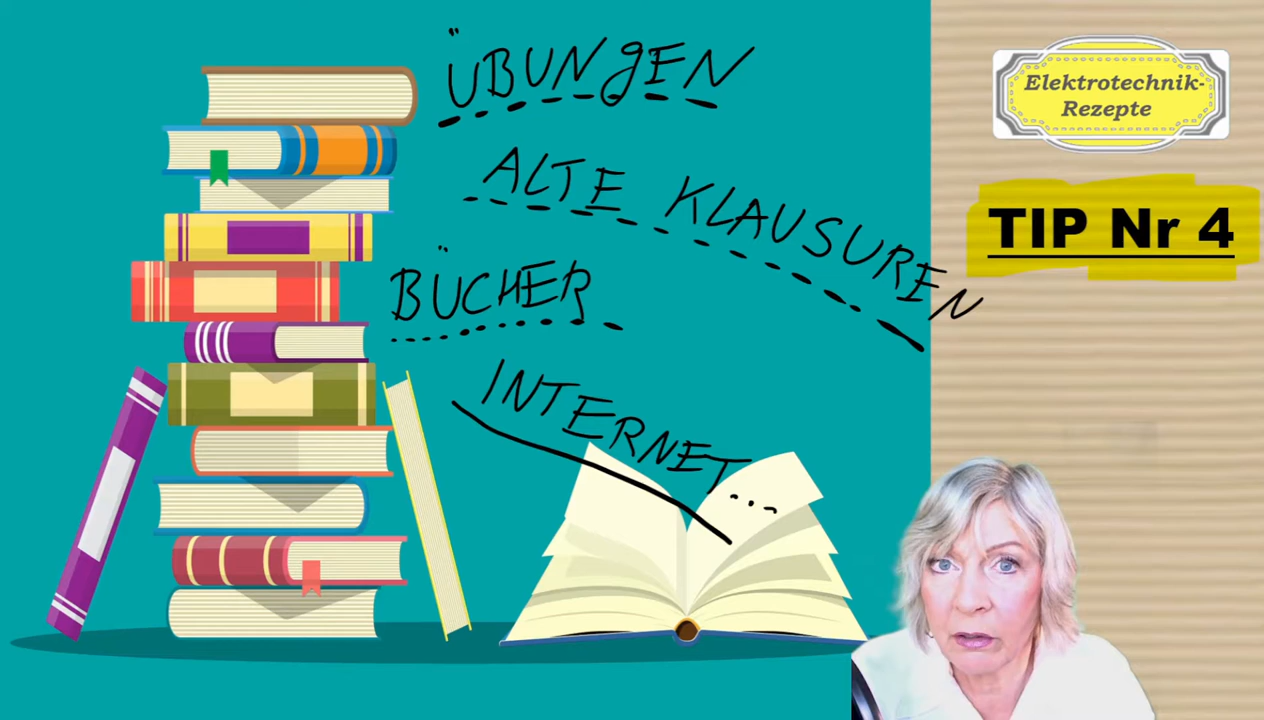 ÜBUNGEN
ALTE KLAUSUREN
BÜCHER
INTERNET...
Elektrotechnik-
Rezepte
TIP Nr 4